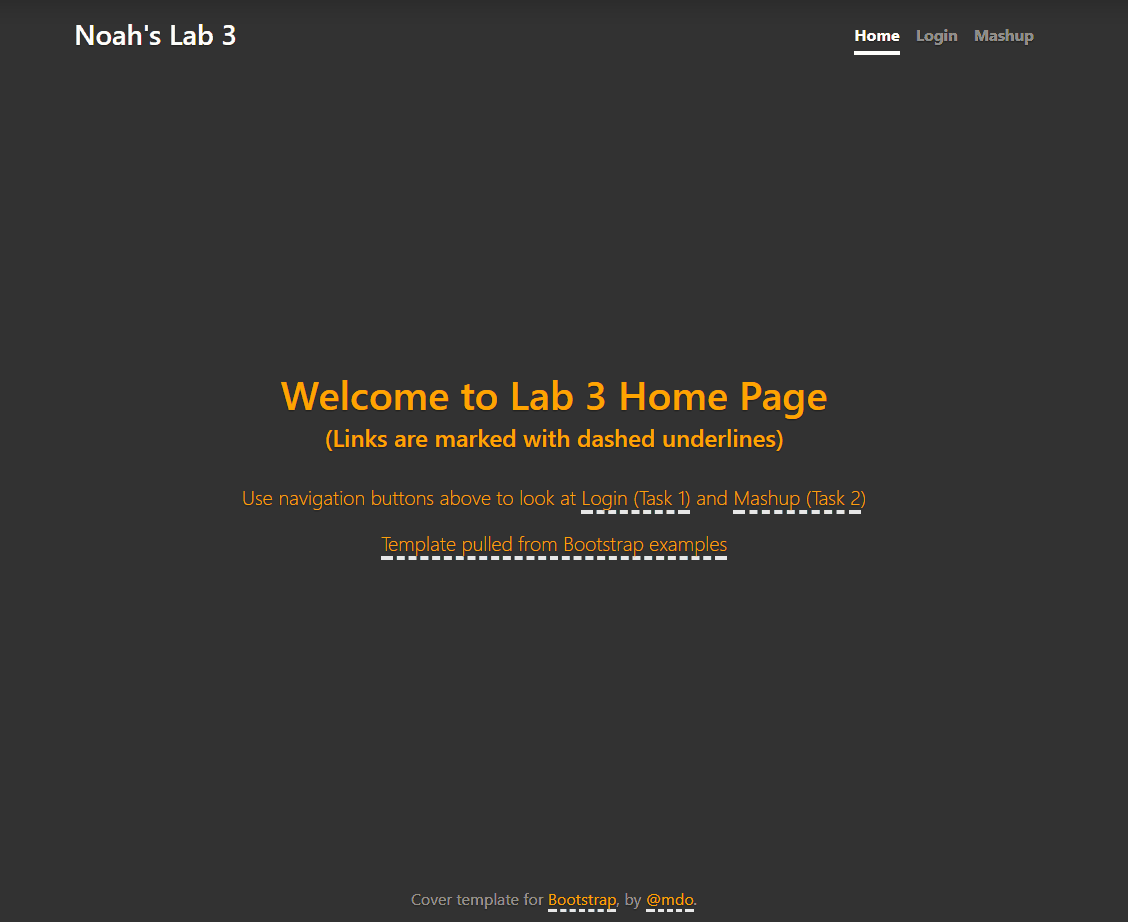 Noah's Lab 3
Home Login Mashup
Welcome to Lab 3 Home Page
(Links are marked with dashed underlines)
Use navigation buttons above to look at Login (Task 1) and Mashup (Task 2)
Template pulled from Bootstrap examples
Cover template for Bootstrap, by @mdo.